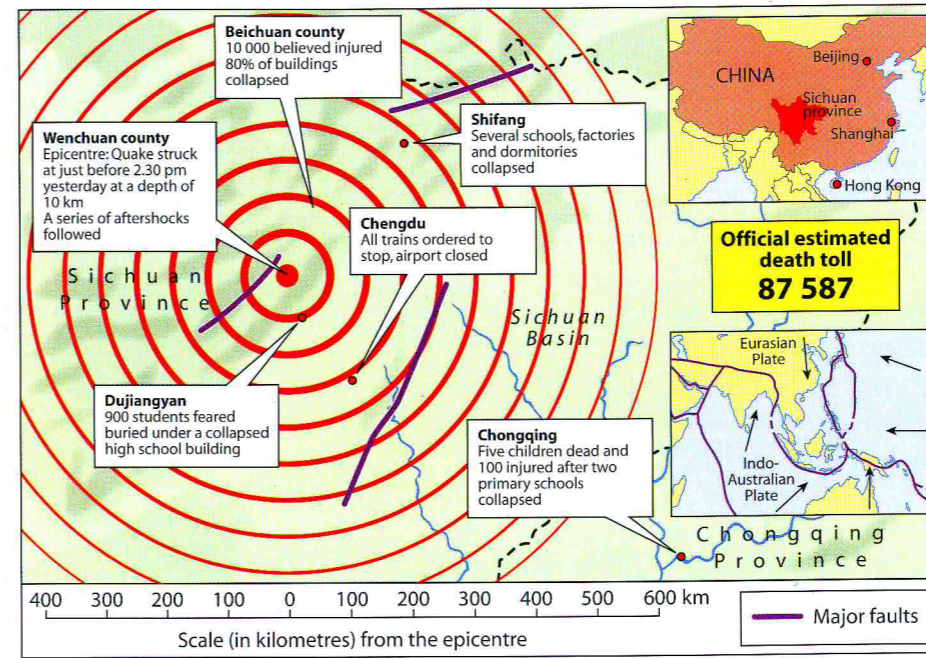 Beichuan county
10 000 believed injured
80% of buildings
collapsed
Wenchuan county
Epicentre: Quake struck
at just before 2.30 pm
yesterday at a depth of
10 km
A series of aftershocks
followed
Shifang
Several schools, factories
and dormitories
collapsed
Chengdu
All trains ordered to
stop, airport closed
Sichuan
Province
Sichuan
Basin
Dujiangyan
900 students feared
buried under a collapsed
high school building
Chongqing
Five children dead and
100 injured after two
primary schools
collapsed
CHINA
Beijing
Sichuan
province
Shanghai
Hong Kong
Official estimated
death toll
87 587
Eurasian
Plate
Indo-
Australian
Plate
Chongqing
Province
400 300 200 100 0 100 200 300 400 500 600 km
Scale (in kilometres) from the epicentre
Major faults